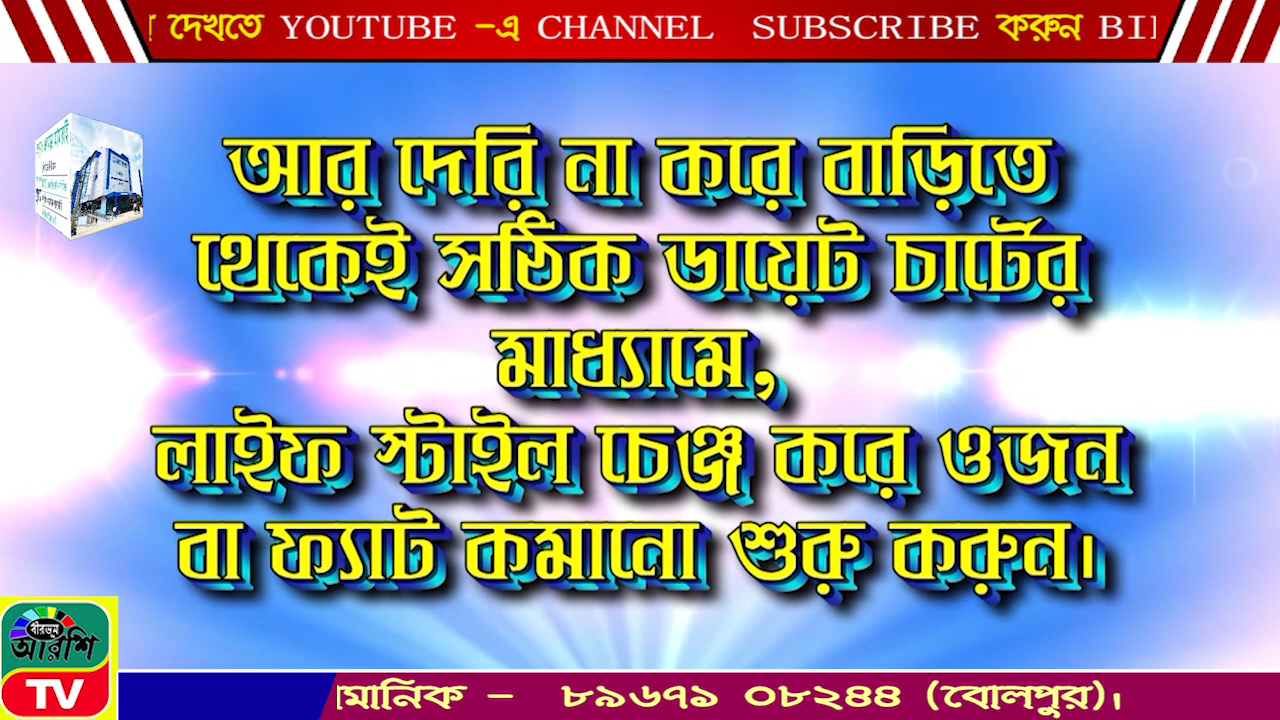 দেখতে YOUTUBE -এ CHANNEL SUBSCRIBE করুন
আর দেরি না করে বাড়িতে
থেকেই সঠিক ডায়েট চার্টের
মাধ্যামে,
লাইফ স্টাইল চেঞ্জ করে ওজন
বা ফ্যাট কমানো শুরু করুন।
বীরভূম
আরশি
TV
মানিক - ৮৯৬৭১ ০৮২৪৪ (বোলপুর)।